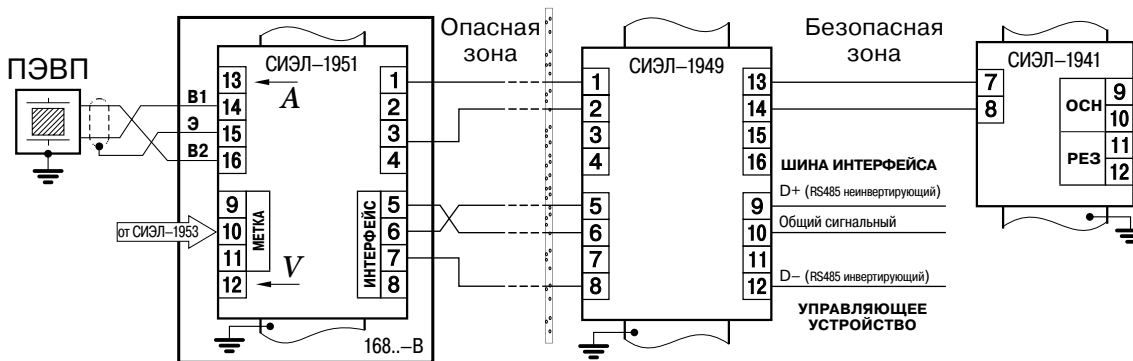 Опасная зона
Безопасная зона
ПЭВП
СИЭЛ–1951
СИЭЛ–1949
СИЭЛ–1941
B1
Э
B2
13
14
15
16
A
1
2
3
4
9
10
11
12
МЕТКА
от СИЭЛ–1953
V
ИНТЕРФЕЙС
5
6
7
8
168..–В
1
2
3
4
5
6
7
8
13
14
15
16
9
10
11
12
ШИНА ИНТЕРФЕЙСА
D+ (RS485 неинвертирующий)
Общий сигнальный
D– (RS485 инвертирующий)
УПРАВЛЯЮЩЕЕ
УСТРОЙСТВО
7
8
ОСН
РЕЗ
9
10
11
12